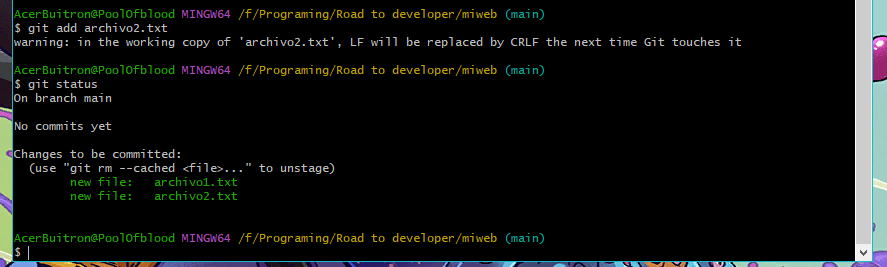 AcerBuitron@PoolOfblood MINGW64 /f/Programing/Road to developer/miweb (main)
$ git add archivo2.txt
warning: in the working copy of 'archivo2.txt', LF will be replaced by CRLF the next time Git touches it
AcerBuitron@PoolOfblood MINGW64 /f/Programing/Road to developer/miweb (main)
$ git status
On branch main
No commits yet
Changes to be committed:
(use "git rm --cached <file>..." to unstage)
new file: archivo1.txt
new file: archivo2.txt
AcerBuitron@PoolOfblood MINGW64 /f/Programing/Road to developer/miweb (main)
$